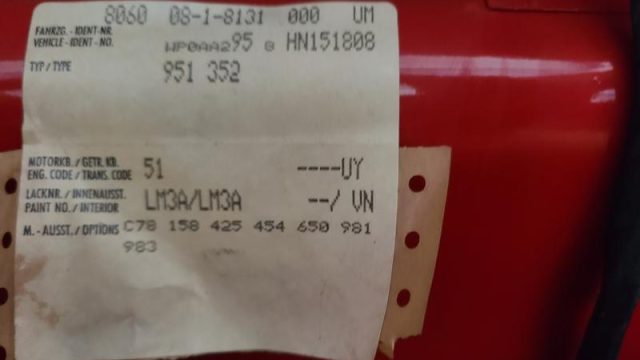 8060 08-1-8131 000 UM
FAHRZG.-IDENT-NR.
VEHICLE-IDENT-NO. WP0AA295 G HN151808
TYP/TYPE 951 352
MOTORKB./GETR.KB.
ENG. CODE/TRANS. CODE 51 ----UY
LACKNR./INNENAUSST.
PAINT NO./INTERIOR LM3A/LM3A --/ VN
M.-AUSST./OPTIONS C78 158 425 454 650 981
983